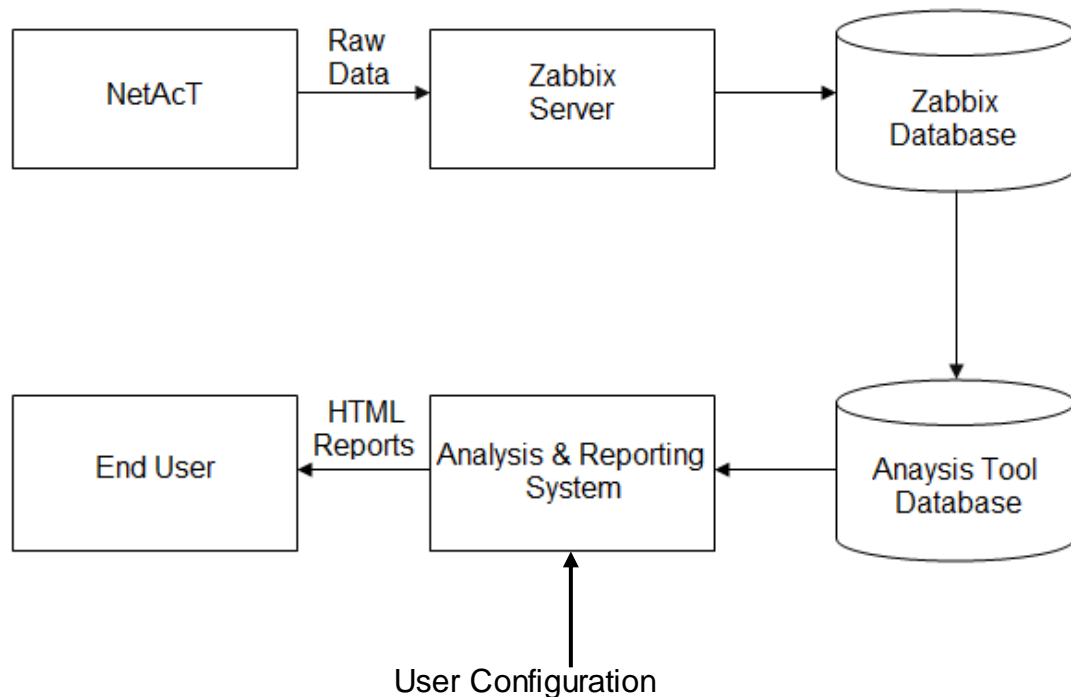 NetAcT
Raw
Data
Zabbix
Server
Zabbix
Database
End User
HTML
Reports
Analysis & Reporting
System
Anaysis Tool
Database
User Configuration